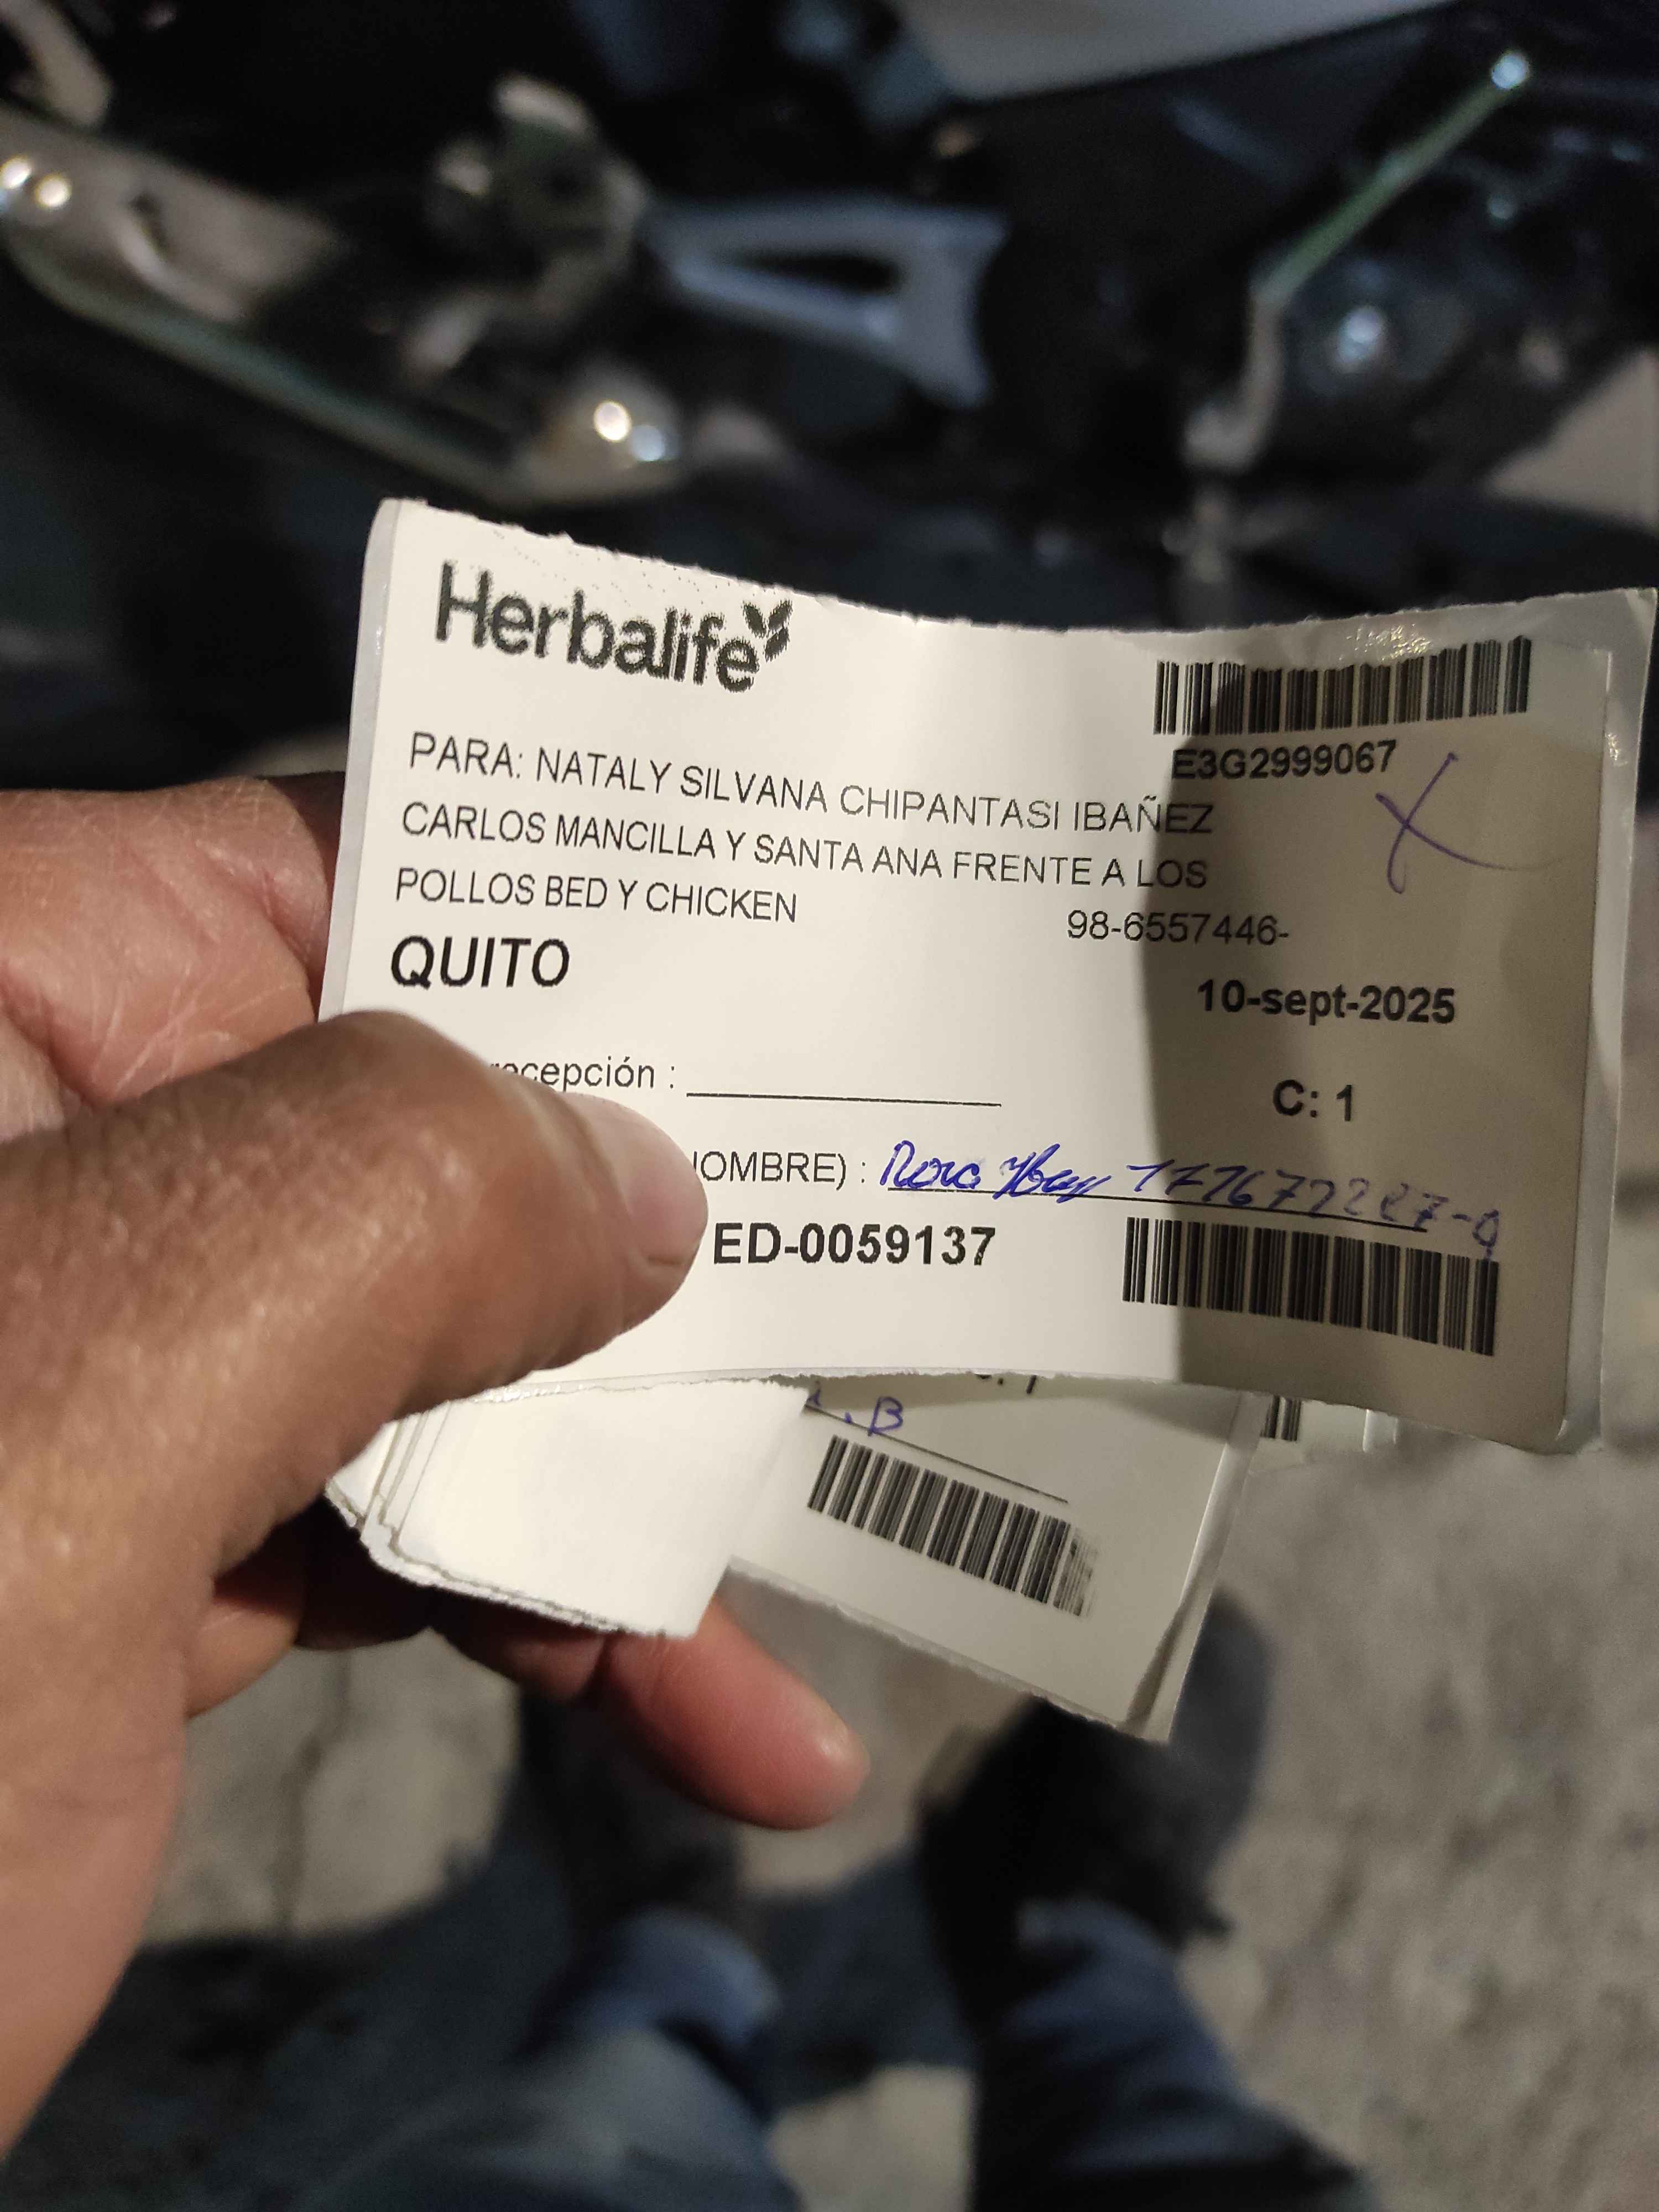 Herbalife
E3G2999067
PARA: NATALY SILVANA CHIPANTASI IBAÑEZ
CARLOS MANCILLA Y SANTA ANA FRENTE A LOS
POLLOS BED Y CHICKEN
98-6557446-
QUITO
10-sept-2025
recepción :
C: 1
OMBRE) :
ED-0059137
B